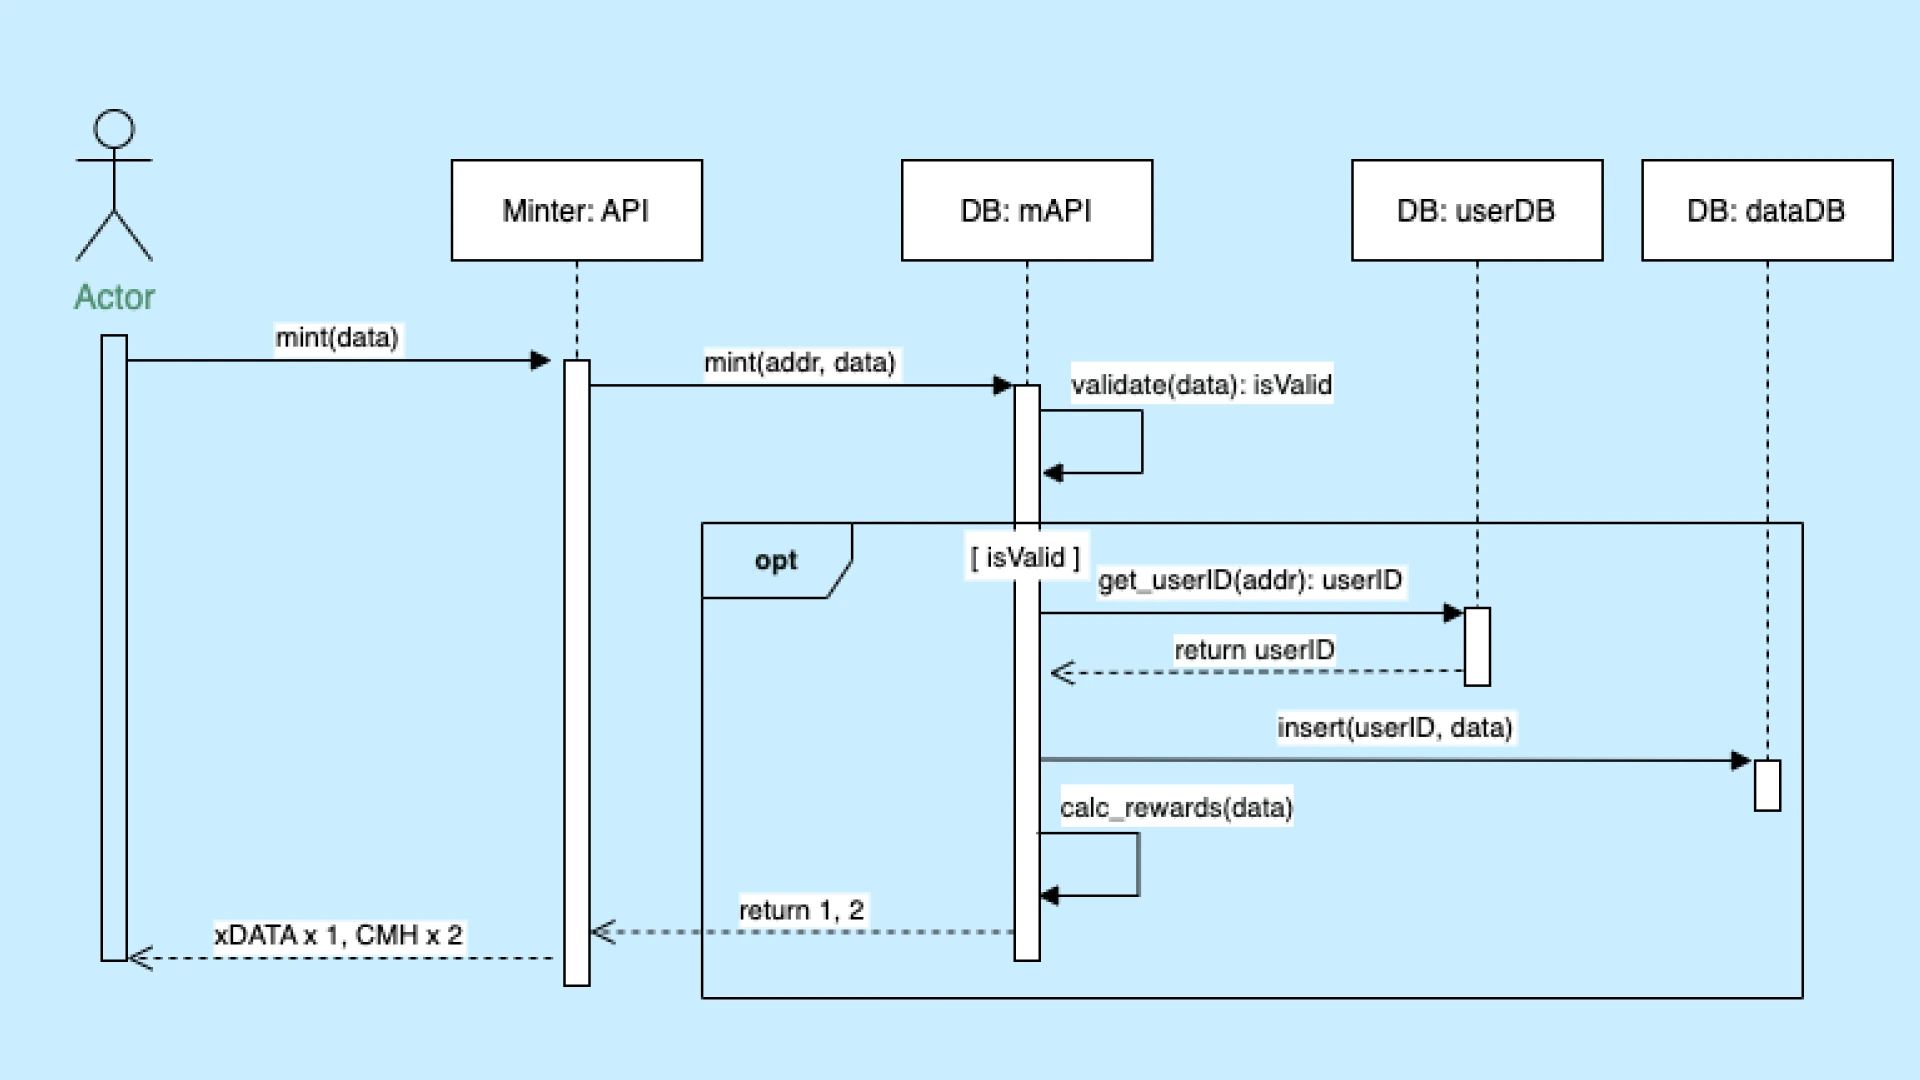 Actor
Minter: API
DB: mAPI
DB: userDB
DB: dataDB
mint(data)
mint(addr, data)
validate(data): isValid
opt
[ isValid ]
get_userID(addr): userID
return userID
insert(userID, data)
calc_rewards(data)
return 1, 2
xDATA x 1, CMH x 2